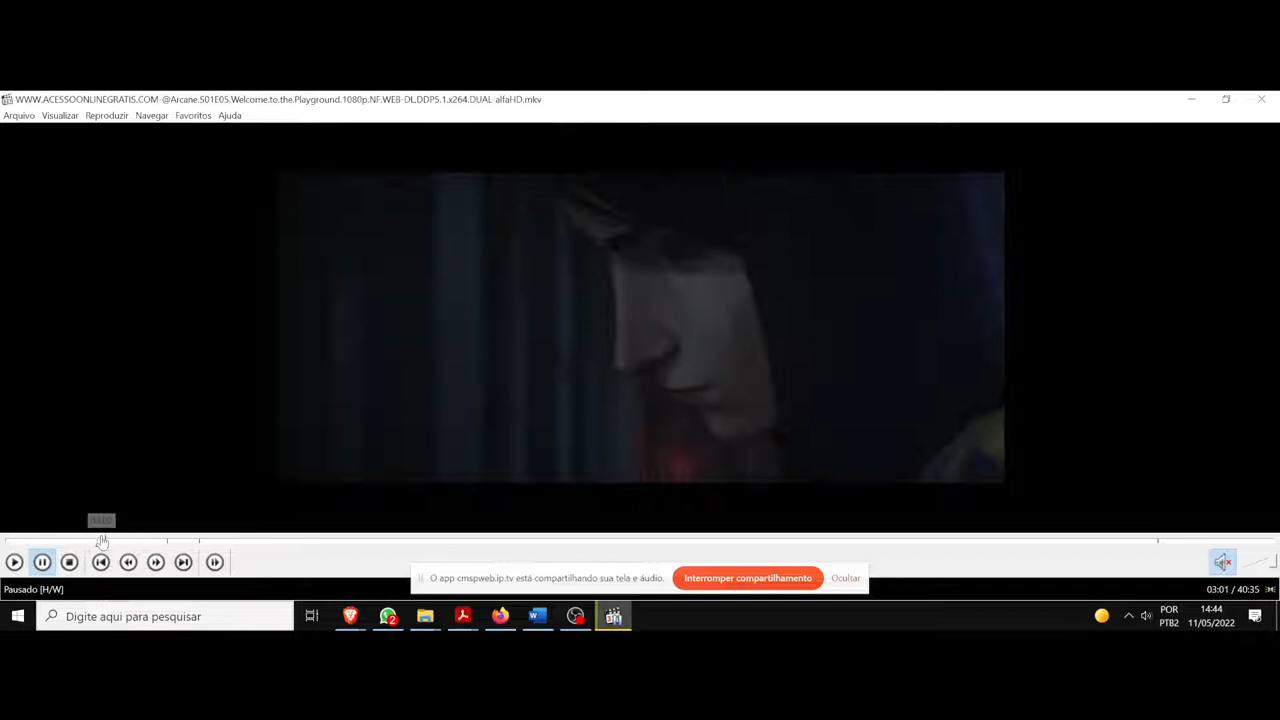 WWW.ACESSOONLINEGRATIS.COM-@Arcane.S01E05.Welcome.to.the.Playground.1080p.NF.WEB-DL.DDP5.1.x264.DUAL-alfaHD.mkv
Arquivo Visualizar Reproduzir Navegar Favoritos Ajuda
O app cmspweb.ip.tv está compartilhando sua tela e áudio. Interromper compartilhamento Ocultar
Pausado [H/W] 03:01 / 40:35
Digite aqui para pesquisar 2 POR 14:44
PTB2 11/05/2022